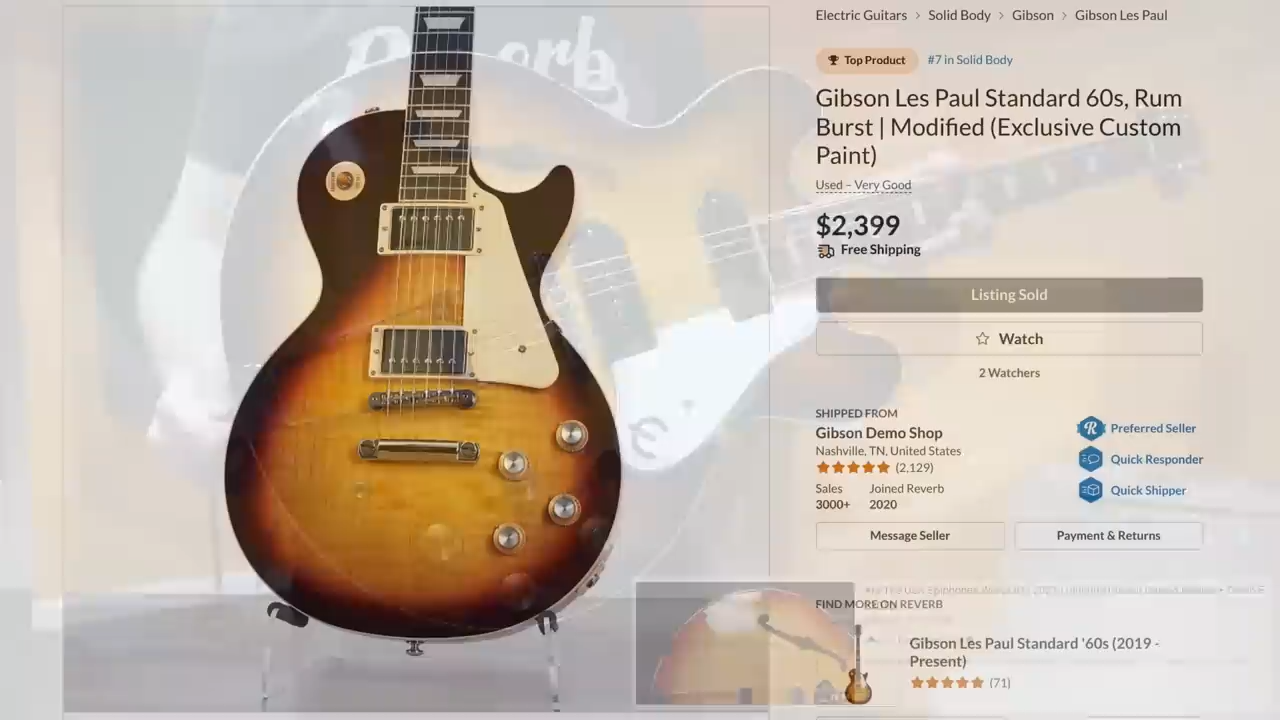 Reverb
Electric Guitars > Solid Body > Gibson > Gibson Les Paul
Top Product #7 in Solid Body
Gibson Les Paul Standard 60s, Rum
Burst | Modified (Exclusive Custom
Paint)
Used – Very Good
$2,399
Free Shipping
Listing Sold
Watch
2 Watchers
SHIPPED FROM
Gibson Demo Shop
Nashville, TN, United States
(2,129)
Sales Joined Reverb
3000+ 2020
Preferred Seller
Quick Responder
Quick Shipper
Message Seller Payment & Returns
FIND MORE ON REVERB
Gibson Les Paul Standard '60s (2019 -
Present)
(71)